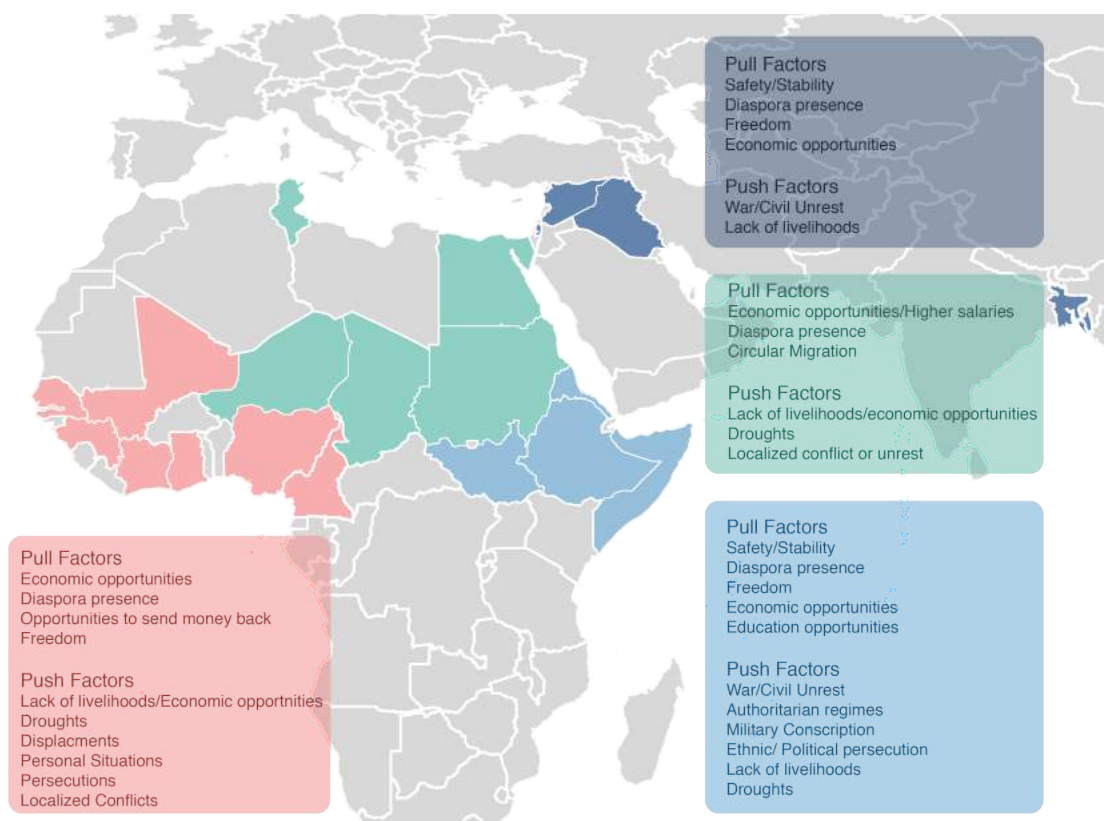 Pull Factors
Safety/Stability
Diaspora presence
Freedom
Economic opportunities
Push Factors
War/Civil Unrest
Lack of livelihoods
Pull Factors
Economic opportunities/Higher salaries
Diaspora presence
Circular Migration
Push Factors
Lack of livelihoods/economic opportunities
Droughts
Localized conflict or unrest
Pull Factors
Safety/Stability
Diaspora presence
Freedom
Economic opportunities
Education opportunities
Push Factors
War/Civil Unrest
Authoritarian regimes
Military Conscription
Ethnic/ Political persecution
Lack of livelihoods
Droughts
Pull Factors
Economic opportunities
Diaspora presence
Opportunities to send money back
Freedom
Push Factors
Lack of livelihoods/Economic opportnities
Droughts
Displacments
Personal Situations
Persecutions
Localized Conflicts